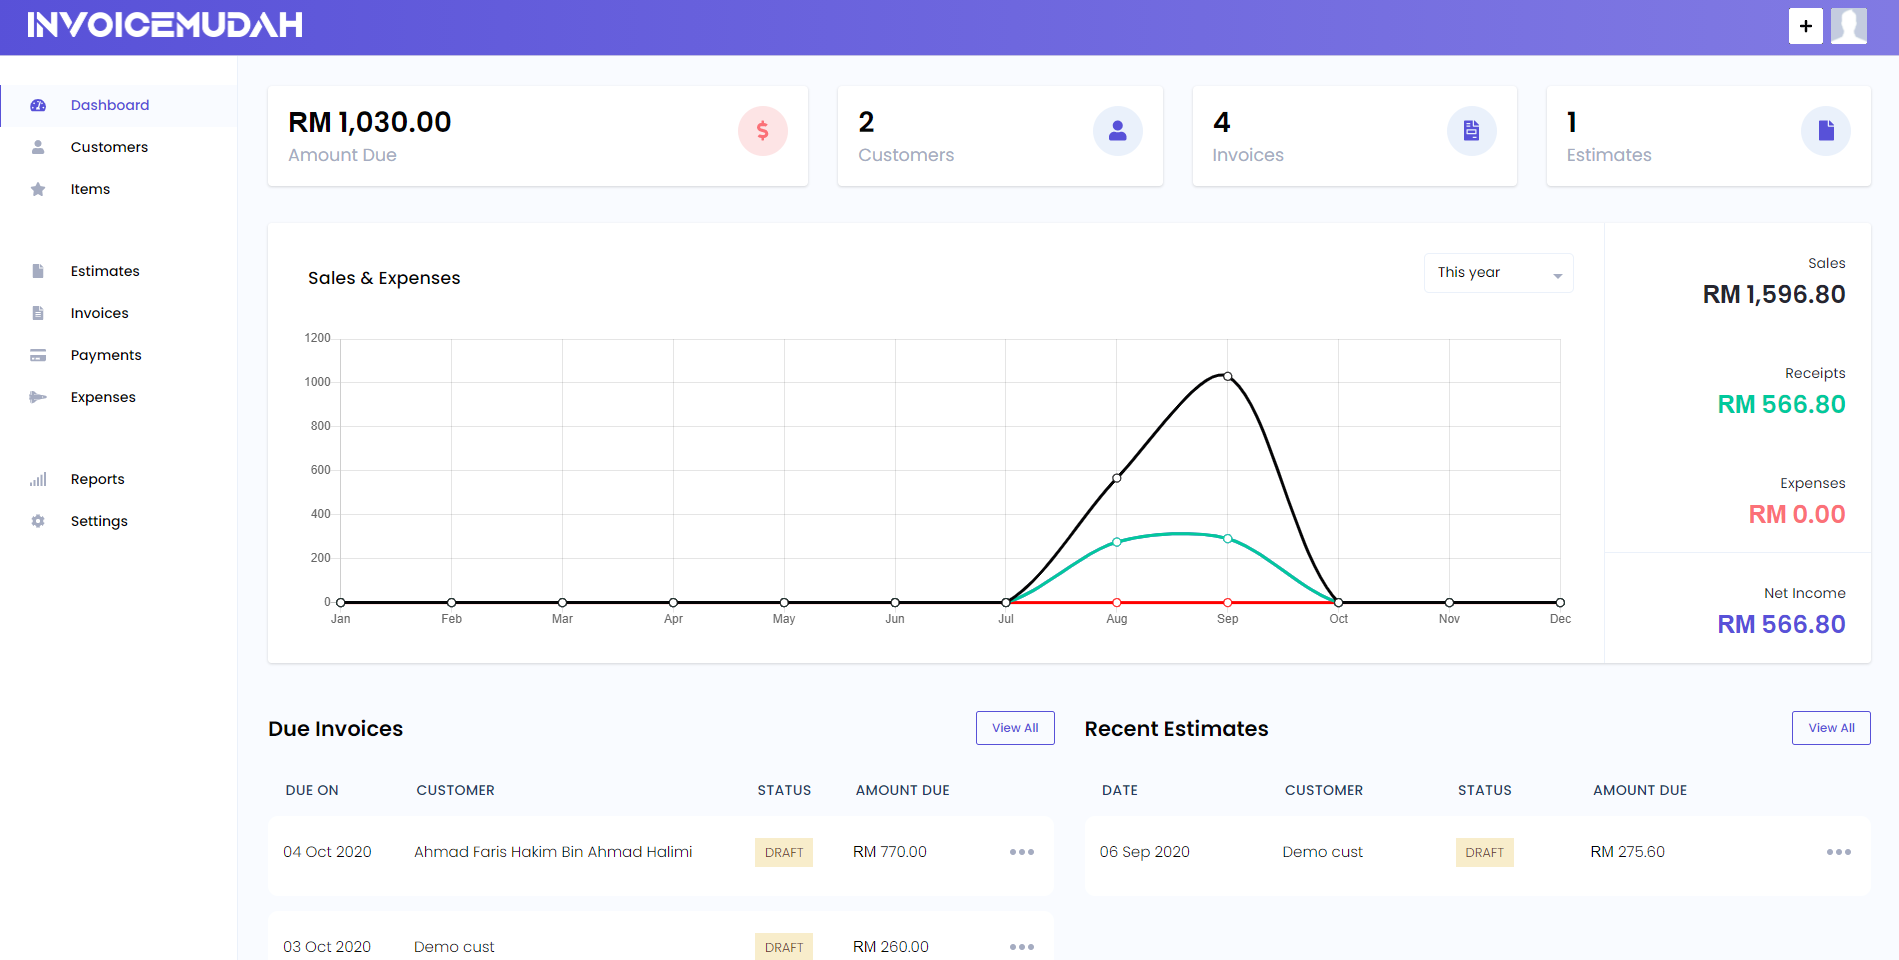 INVOICEMUDAH
+
Dashboard
Customers
Items
Estimates
Invoices
Payments
Expenses
Reports
Settings
RM 1,030.00
Amount Due
$
2
Customers
4
Invoices
1
Estimates
Sales & Expenses
This year
1200
1000
800
600
400
200
0
Jan Feb Mar Apr May Jun Jul Aug Sep Oct Nov Dec
Sales
RM 1,596.80
Receipts
RM 566.80
Expenses
RM 0.00
Net Income
RM 566.80
Due Invoices
View All
DUE ON CUSTOMER STATUS AMOUNT DUE
04 Oct 2020 Ahmad Faris Hakim Bin Ahmad Halimi DRAFT RM 770.00
03 Oct 2020 Demo cust DRAFT RM 260.00
Recent Estimates
View All
DATE CUSTOMER STATUS AMOUNT DUE
06 Sep 2020 Demo cust DRAFT RM 275.60